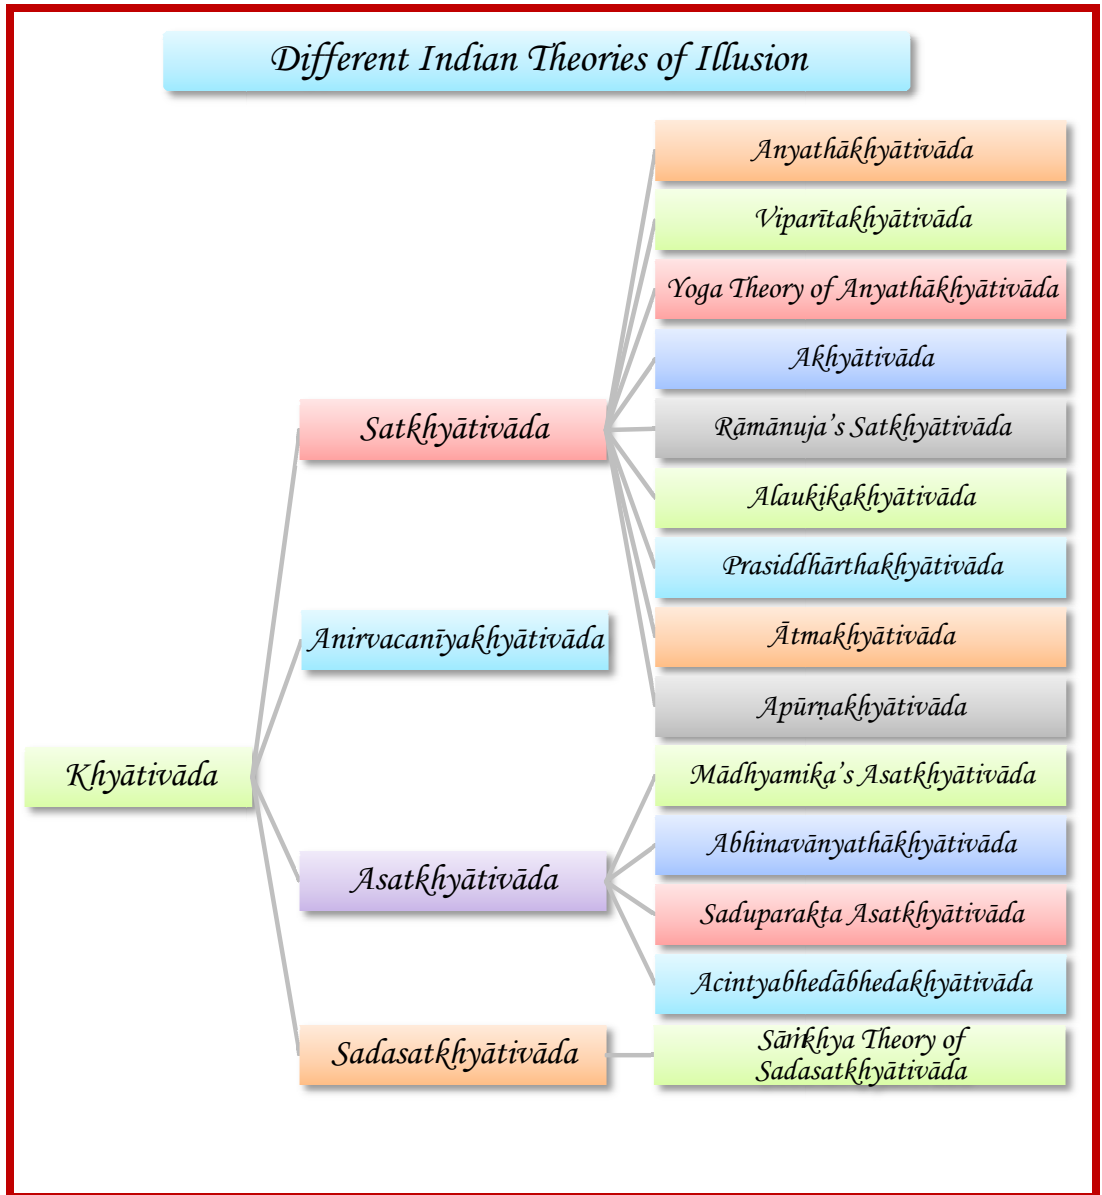 Different Indian Theories of Illusion
Anyathākhyātivāda
Viparītakhyātivāda
Yoga Theory of Anyathākhyātivāda
Akhyātivāda
Satkhyātivāda
Rāmānuja's Satkhyātivāda
Alaukikakhyātivāda
Prasiddhārthakhyātivāda
Anirvacanīyakhyātivāda
Ātmakhyātivāda
Apūrṇakhyātivāda
Khyātivāda
Mādhyamika's Asatkhyātivāda
Abhinavānyathākhyātivāda
Asatkhyātivāda
Saduparakta Asatkhyātivāda
Acintyabhedābhedakhyātivāda
Sadasatkhyātivāda
Sāṁkhya Theory of
Sadasatkhyātivāda